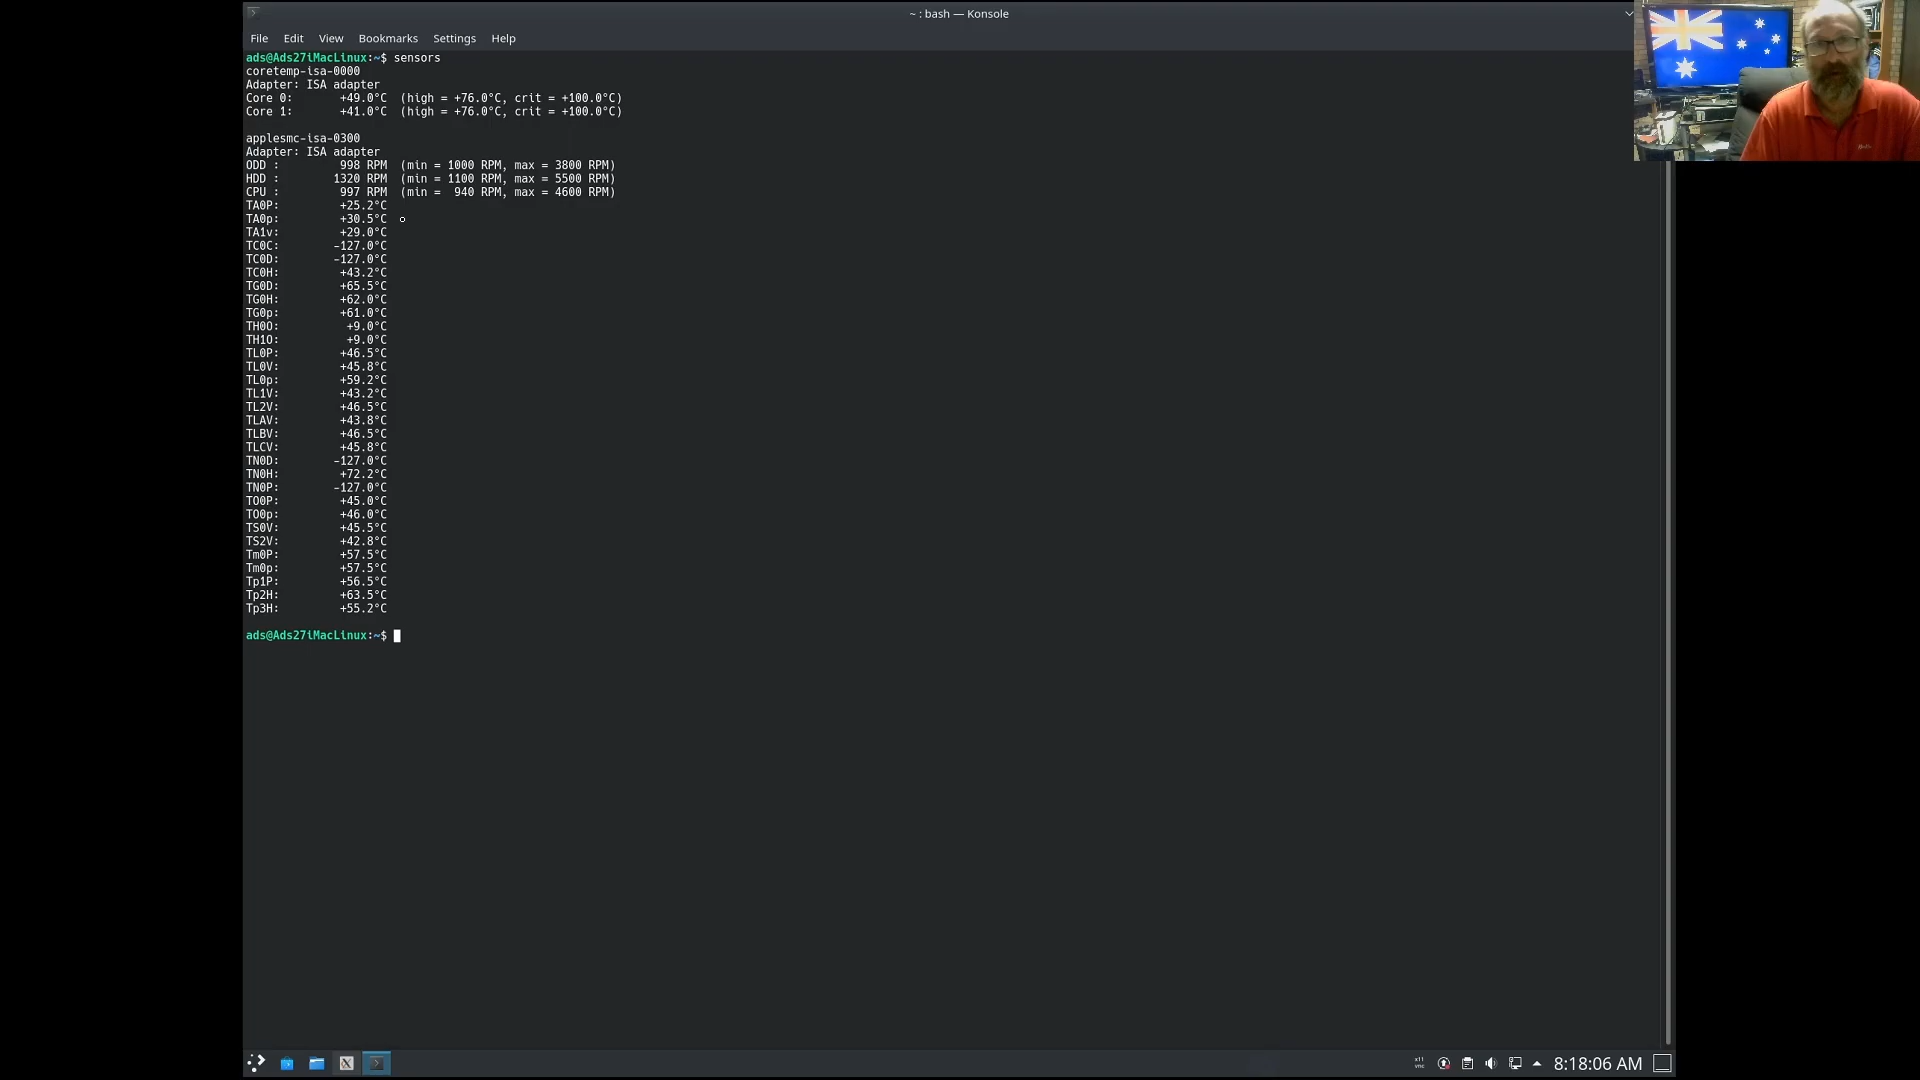 ~ : bash — Konsole
File Edit View Bookmarks Settings Help
ads@Ads27iMacLinux:~$ sensors
coretemp-isa-0000
Adapter: ISA adapter
Core 0: +49.0°C (high = +76.0°C, crit = +100.0°C)
Core 1: +41.0°C (high = +76.0°C, crit = +100.0°C)
applesmc-isa-0300
Adapter: ISA adapter
ODD : 998 RPM (min = 1000 RPM, max = 3800 RPM)
HDD : 1320 RPM (min = 1100 RPM, max = 5500 RPM)
CPU : 997 RPM (min = 940 RPM, max = 4600 RPM)
TA0P: +25.2°C
TA0p: +30.5°C
TA1v: +29.0°C
TC0C: -127.0°C
TC0D: -127.0°C
TC0H: +43.2°C
TG0D: +65.5°C
TG0H: +62.0°C
TG0p: +61.0°C
TH0O: +9.0°C
TH1O: +9.0°C
TL0P: +46.5°C
TL0V: +45.8°C
TL0p: +59.2°C
TL1V: +43.2°C
TL2V: +46.5°C
TLAV: +43.8°C
TLBV: +46.5°C
TLCV: +45.8°C
TN0D: -127.0°C
TN0H: +72.2°C
TN0P: -127.0°C
TO0P: +45.0°C
TO0p: +46.0°C
TS0V: +45.5°C
TS2V: +42.8°C
Tm0P: +57.5°C
Tm0p: +57.5°C
Tp1P: +56.5°C
Tp2H: +63.5°C
Tp3H: +55.2°C
ads@Ads27iMacLinux:~$
x11
vnc
8:18:06 AM